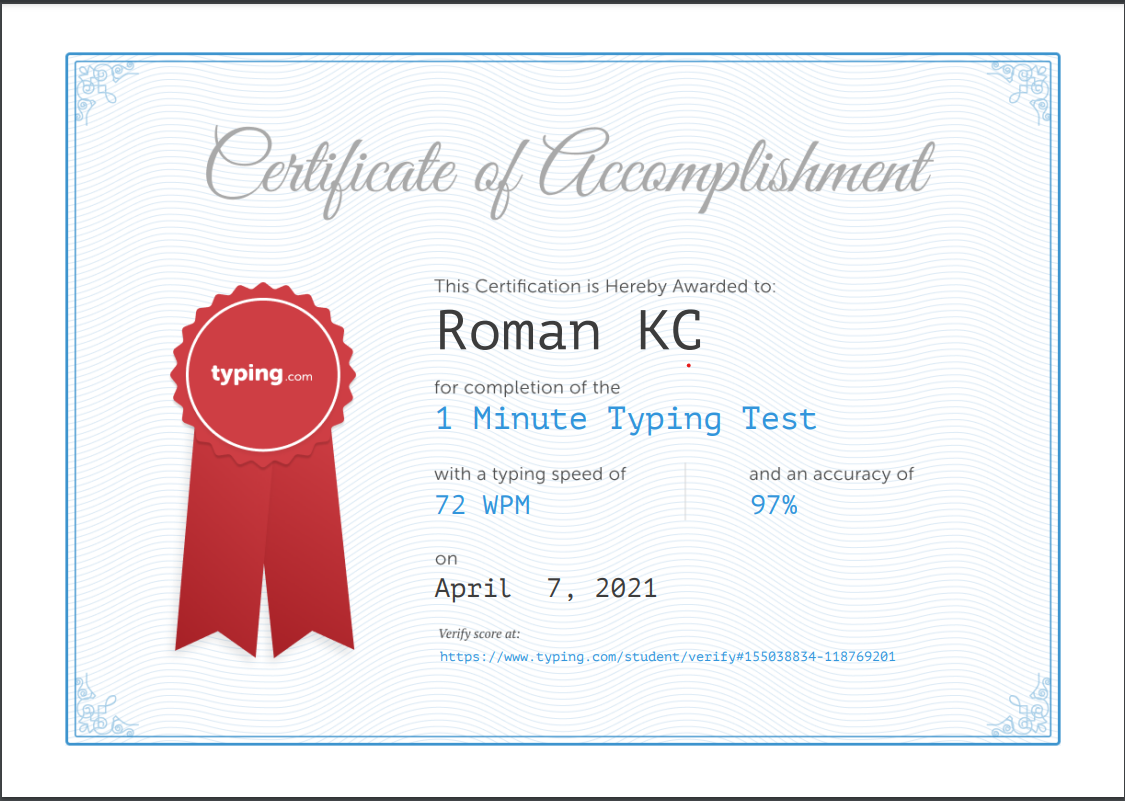 Certificate of Accomplishment
This Certification is Hereby Awarded to:
Roman KC
typing.com
for completion of the
1 Minute Typing Test
with a typing speed of and an accuracy of
72 WPM 97%
on
April 7, 2021
Verify score at:
https://www.typing.com/student/verify#155038834-118769201